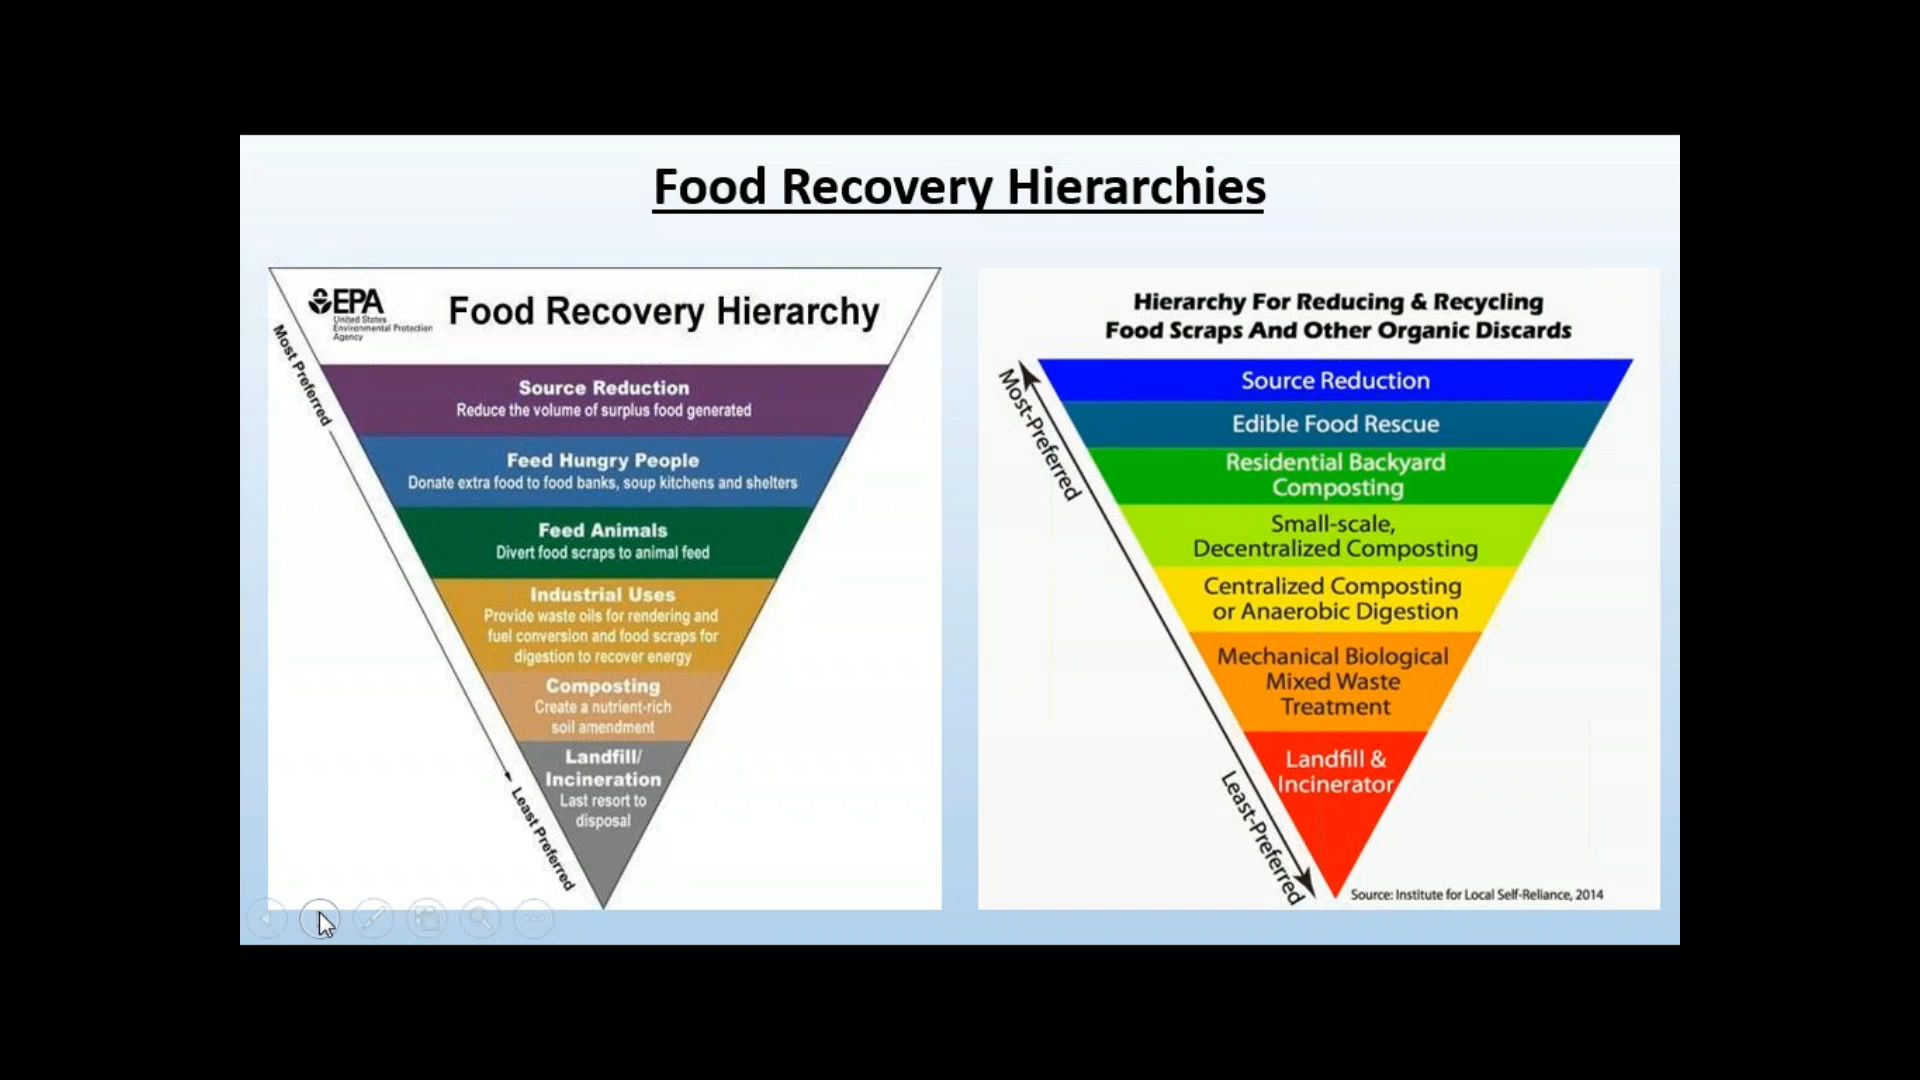 Food Recovery Hierarchies
EPA
United States
Environmental Protection
Agency
Food Recovery Hierarchy
Most Preferred
Source Reduction
Reduce the volume of surplus food generated
Feed Hungry People
Donate extra food to food banks, soup kitchens and shelters
Feed Animals
Divert food scraps to animal feed
Industrial Uses
Provide waste oils for rendering and
fuel conversion and food scraps for
digestion to recover energy
Composting
Create a nutrient-rich
soil amendment
Landfill/
Incineration
Last resort to
disposal
Least Preferred
Hierarchy For Reducing & Recycling
Food Scraps And Other Organic Discards
Most-Preferred
Source Reduction
Edible Food Rescue
Residential Backyard
Composting
Small-scale,
Decentralized Composting
Centralized Composting
or Anaerobic Digestion
Mechanical Biological
Mixed Waste
Treatment
Landfill &
Incinerator
Least-Preferred
Source: Institute for Local Self-Reliance, 2014